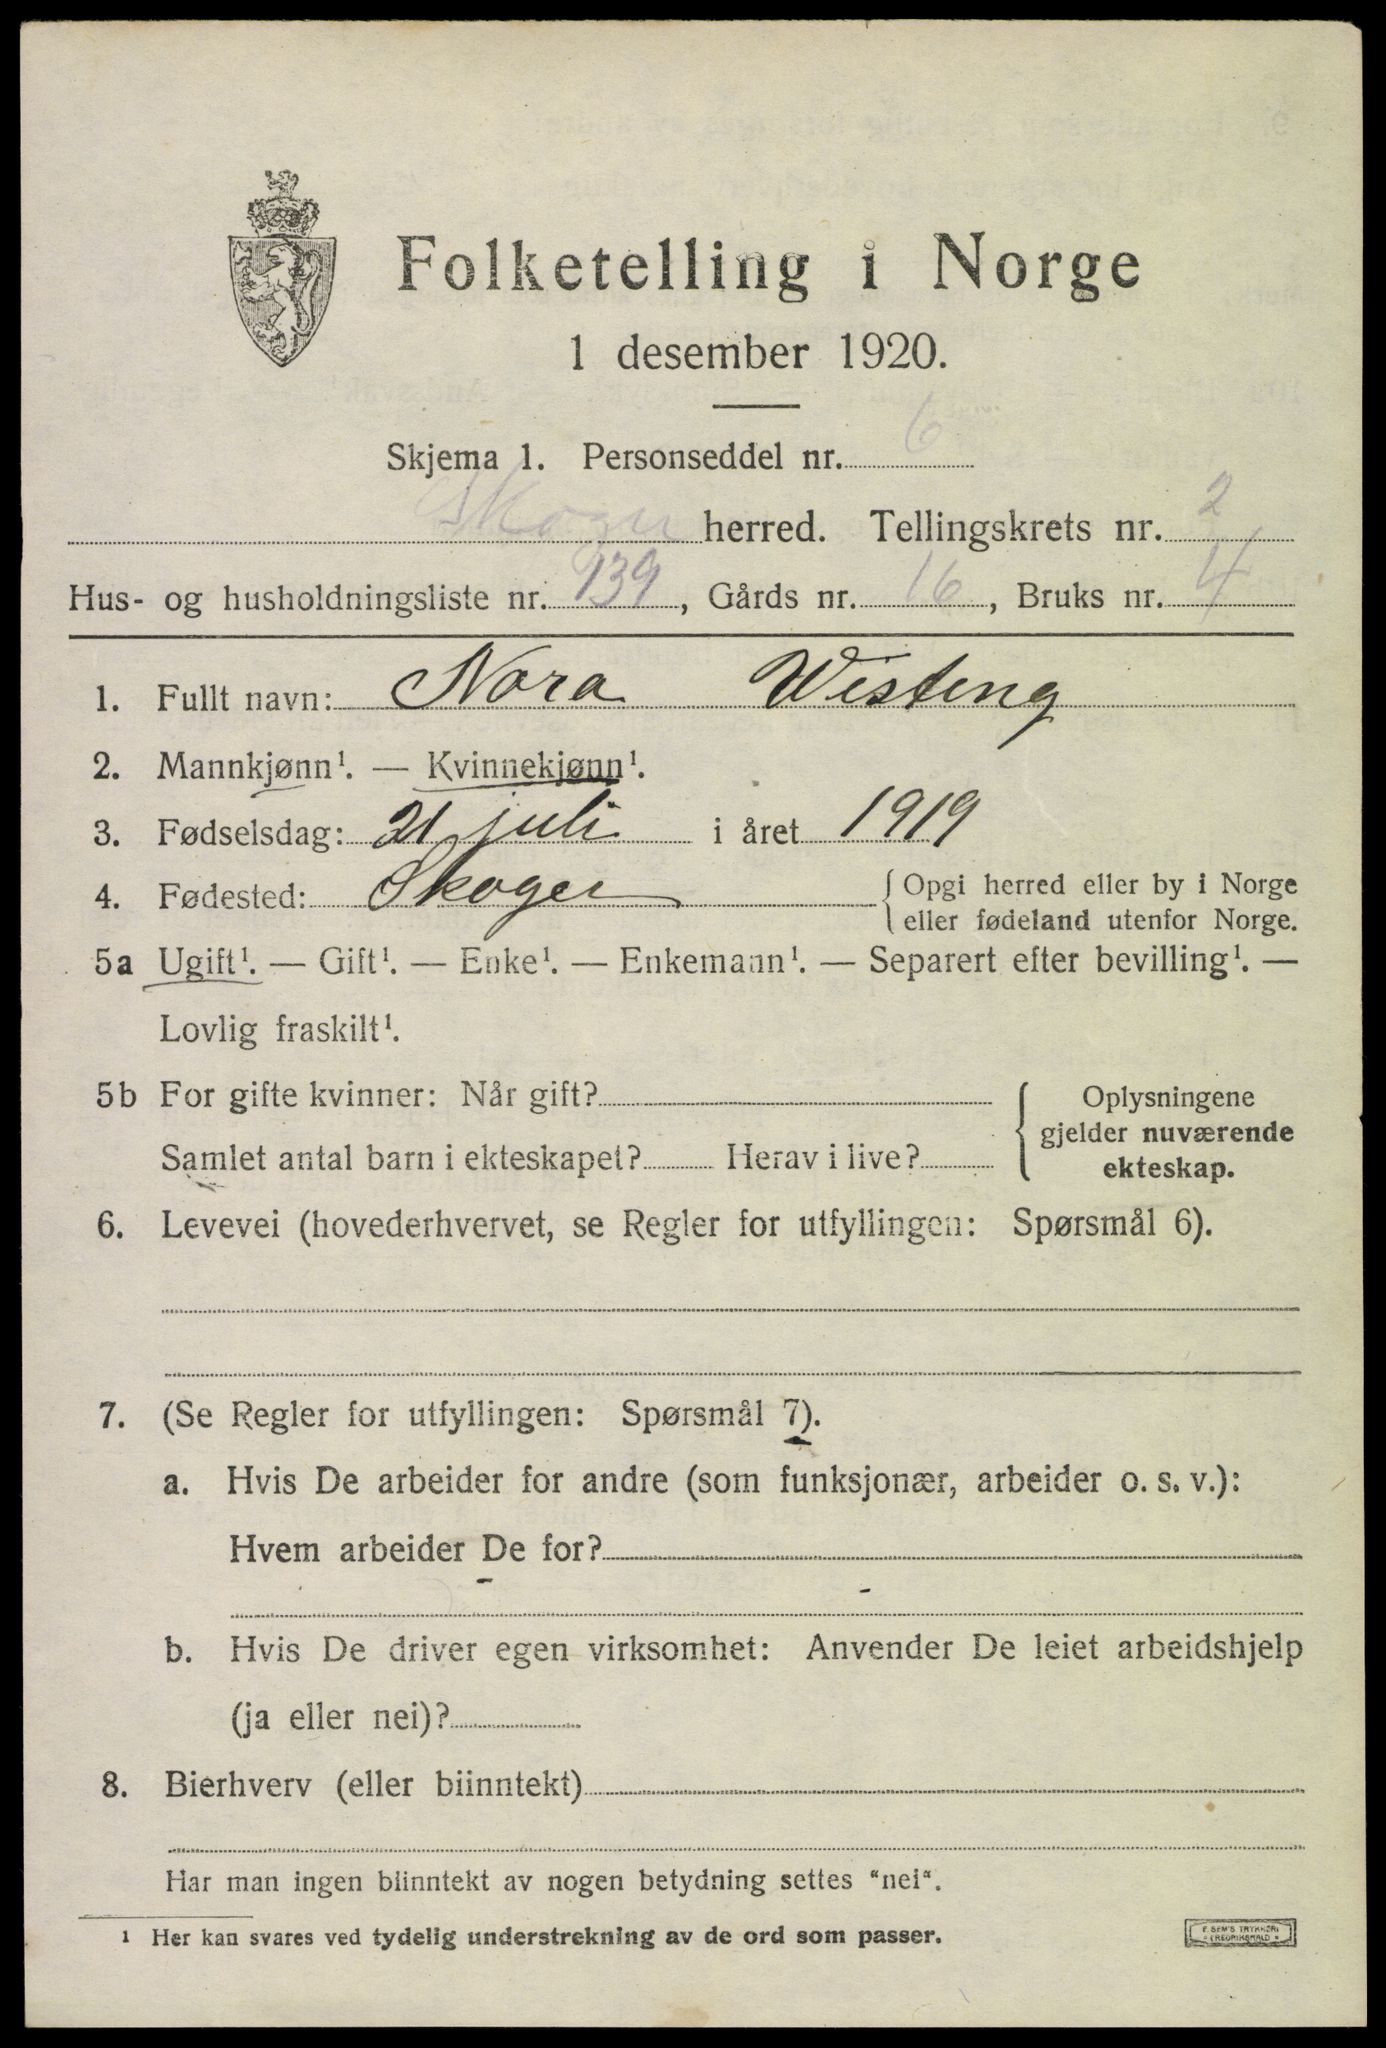 Folketelling i Norge
1 desember 1920.
Skjema 1. Personseddel nr. 6
Skoger herred. Tellingskrets nr. 2
Hus- og husholdningsliste nr. 139, Gårds nr. 16, Bruks nr. 4
1. Fullt navn: Nora Wisting
2. Mannkjønn¹. — Kvinnekjønn¹.
3. Fødselsdag: 21 juli i året 1919
4. Fødested: Skoger { Opgi herred eller by i Norge
eller fødeland utenfor Norge.
5a Ugift¹. — Gift¹. — Enke¹. — Enkemann¹. — Separert efter bevilling¹. —
Lovlig fraskilt¹.
5b For gifte kvinner: Når gift?
Samlet antal barn i ekteskapet? Herav i live?
{ Oplysningene
gjelder nuværende
ekteskap.
6. Levevei (hovederhvervet, se Regler for utfyllingen: Spørsmål 6).
7. (Se Regler for utfyllingen: Spørsmål 7).
a. Hvis De arbeider for andre (som funksjonær, arbeider o. s. v.):
Hvem arbeider De for?
b. Hvis De driver egen virksomhet: Anvender De leiet arbeidshjelp
(ja eller nei)?
8. Bierhverv (eller biinntekt)
Har man ingen biinntekt av nogen betydning settes "nei".
¹ Her kan svares ved tydelig understrekning av de ord som passer.
F. SEM'S TRYKKERI
FREDRIKSHALD